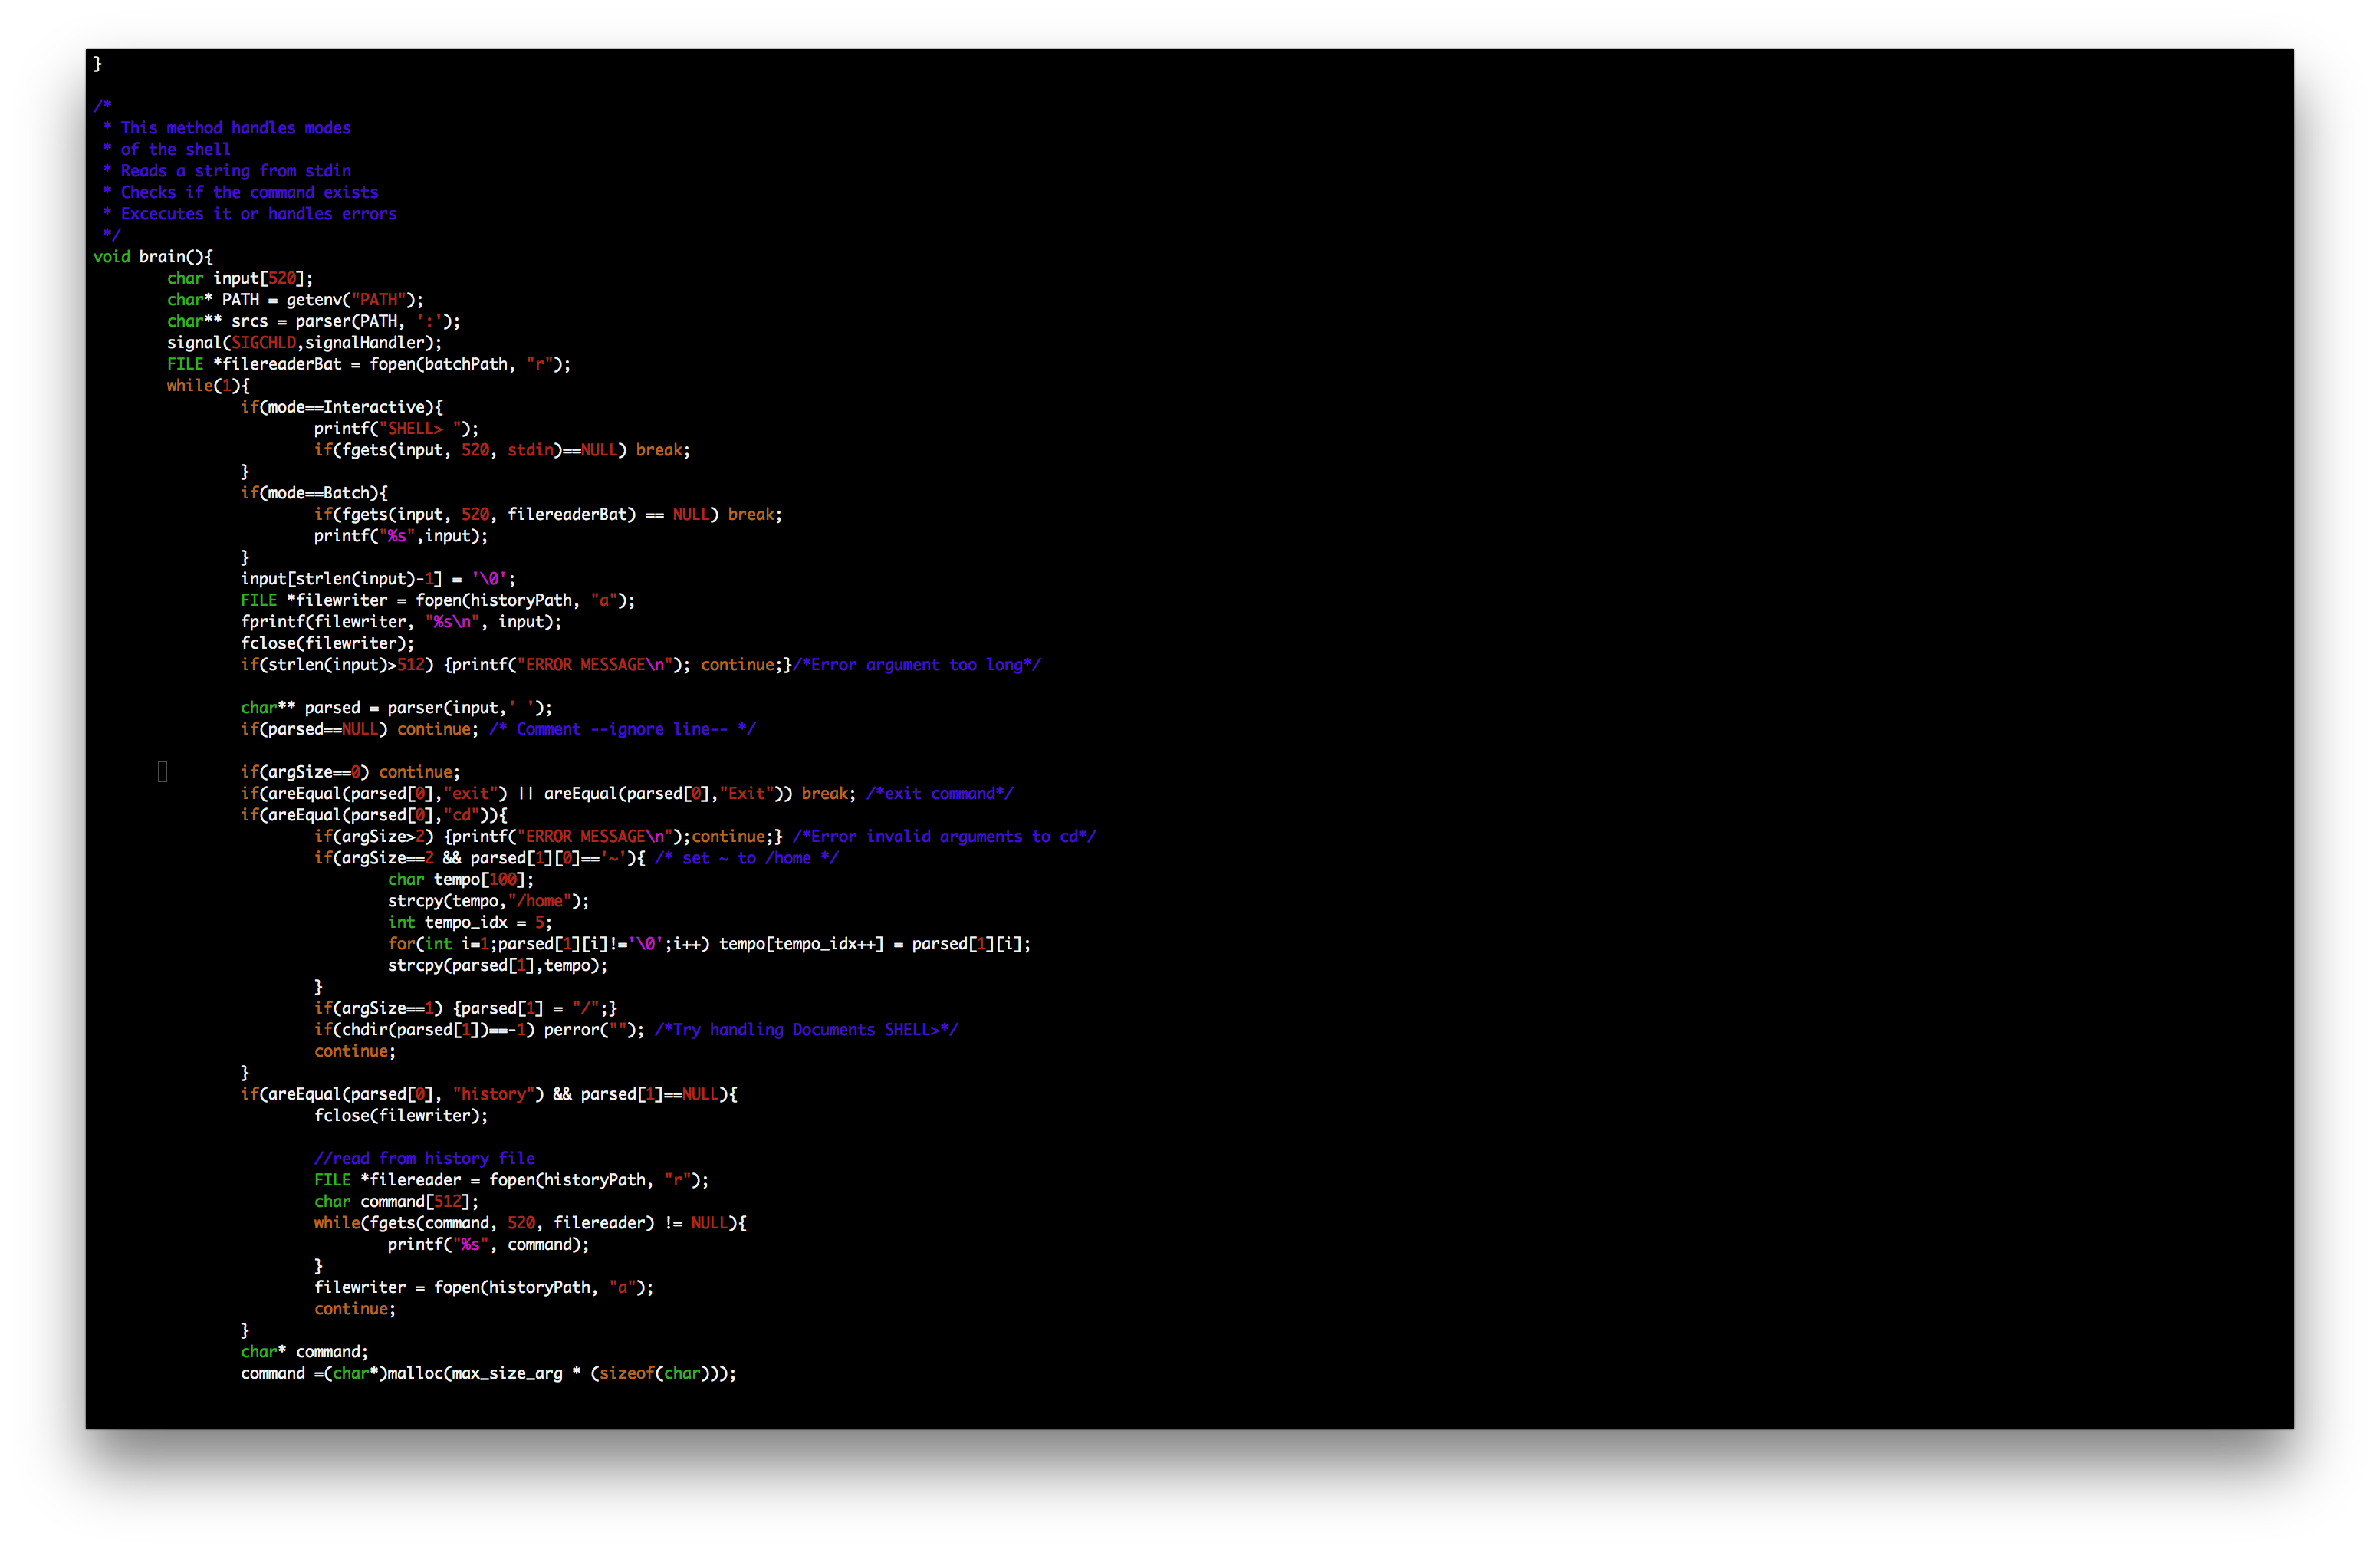 }
/*
 * This method handles modes
 * of the shell
 * Reads a string from stdin
 * Checks if the command exists
 * Excecutes it or handles errors
 */
void brain(){
        char input[520];
        char* PATH = getenv("PATH");
        char** srcs = parser(PATH, ':');
        signal(SIGCHLD,signalHandler);
        FILE *filereaderBat = fopen(batchPath, "r");
        while(1){
                if(mode==Interactive){
                        printf("SHELL> ");
                        if(fgets(input, 520, stdin)==NULL) break;
                }
                if(mode==Batch){
                        if(fgets(input, 520, filereaderBat) == NULL) break;
                        printf("%s",input);
                }
                input[strlen(input)-1] = '\0';
                FILE *filewriter = fopen(historyPath, "a");
                fprintf(filewriter, "%s\n", input);
                fclose(filewriter);
                if(strlen(input)>512) {printf("ERROR MESSAGE\n"); continue;}/*Error argument too long*/
                char** parsed = parser(input,' ');
                if(parsed==NULL) continue; /* Comment --ignore line-- */
                if(argSize==0) continue;
                if(areEqual(parsed[0],"exit") || areEqual(parsed[0],"Exit")) break; /*exit command*/
                if(areEqual(parsed[0],"cd")){
                        if(argSize>2) {printf("ERROR MESSAGE\n");continue;} /*Error invalid arguments to cd*/
                        if(argSize==2 && parsed[1][0]=='~'){ /* set ~ to /home */
                                char tempo[100];
                                strcpy(tempo,"/home");
                                int tempo_idx = 5;
                                for(int i=1;parsed[1][i]!='\0';i++) tempo[tempo_idx++] = parsed[1][i];
                                strcpy(parsed[1],tempo);
                        }
                        if(argSize==1) {parsed[1] = "/";}
                        if(chdir(parsed[1])==-1) perror(""); /*Try handling Documents SHELL>*/
                        continue;
                }
                if(areEqual(parsed[0], "history") && parsed[1]==NULL){
                        fclose(filewriter);
                        //read from history file
                        FILE *filereader = fopen(historyPath, "r");
                        char command[512];
                        while(fgets(command, 520, filereader) != NULL){
                                printf("%s", command);
                        }
                        filewriter = fopen(historyPath, "a");
                        continue;
                }
                char* command;
                command =(char*)malloc(max_size_arg * (sizeof(char)));